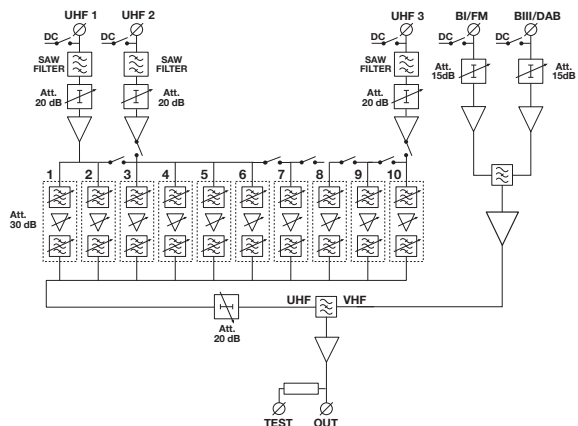 UHF 1 UHF 2 UHF 3 BI/FM BIII/DAB
DC DC DC DC DC
SAW FILTER
SAW FILTER
SAW FILTER
Att. 20 dB
Att. 20 dB
Att. 20 dB
Att. 15dB
Att. 15dB
1 2 3 4 5 6 7 8 9 10
Att. 30 dB
UHF VHF
Att. 20 dB
TEST OUT